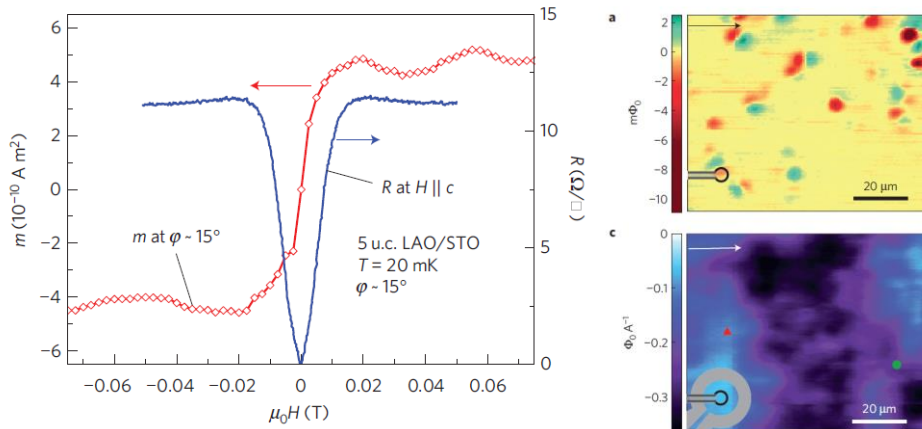 m (10⁻¹⁰ A m²)
6
4
2
0
−2
−4
−6
15
10
5
0
R (Ω/□)
R at H || c
m at φ ~ 15°
5 u.c. LAO/STO
T = 20 mK
φ ~ 15°
−0.06
−0.04
−0.02
0
0.02
0.04
0.06
μ₀H (T)
a
mΦ₀
2
0
−2
−4
−6
−8
−10
20 μm
c
Φ₀ A⁻¹
0
−0.1
−0.2
−0.3
20 μm